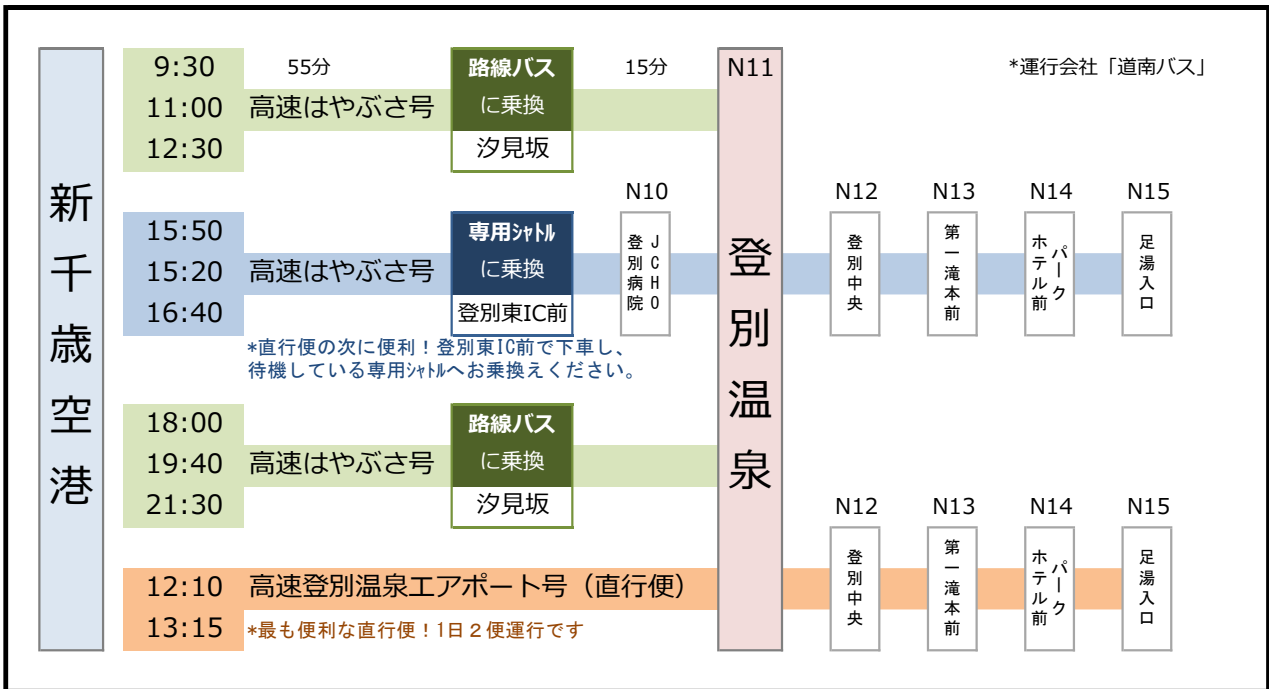 新千歳空港
9:30
55分
路線バス
15分
N11
*運行会社「道南バス」
11:00
高速はやぶさ号
に乗換
12:30
汐見坂
登別温泉
N10
N12
N13
N14
N15
15:50
専用ｼｬﾄﾙ
15:20
高速はやぶさ号
に乗換
16:40
登別東IC前
JCHO
登別病院
登別中央
第一滝本前
パーク
ホテル前
足湯入口
*直行便の次に便利！登別東IC前で下車し、
待機している専用ｼｬﾄﾙへお乗換えください。
18:00
路線バス
19:40
高速はやぶさ号
に乗換
21:30
汐見坂
N12
N13
N14
N15
12:10
高速登別温泉エアポート号（直行便）
13:15
*最も便利な直行便！1日２便運行です
登別中央
第一滝本前
パーク
ホテル前
足湯入口